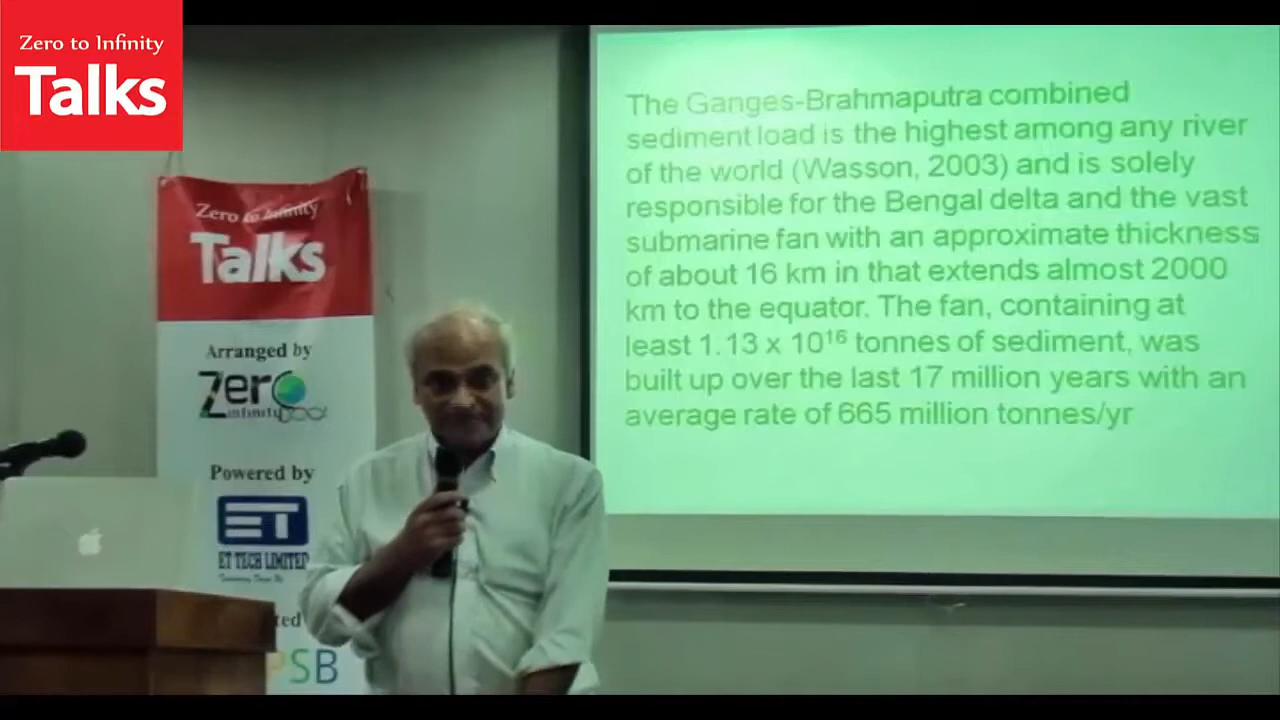 Zero to Infinity
Talks
Zero to Infinity
Talks
Arranged by
Zero
infinity
Powered by
ET
ET TECH LIMITED
ted
PSB
The Ganges-Brahmaputra combined
sediment load is the highest among any river
of the world (Wasson, 2003) and is solely
responsible for the Bengal delta and the vast
submarine fan with an approximate thickness
of about 16 km in that extends almost 2000
km to the equator. The fan, containing at
least 1.13 x 10¹⁶ tonnes of sediment, was
built up over the last 17 million years with an
average rate of 665 million tonnes/yr